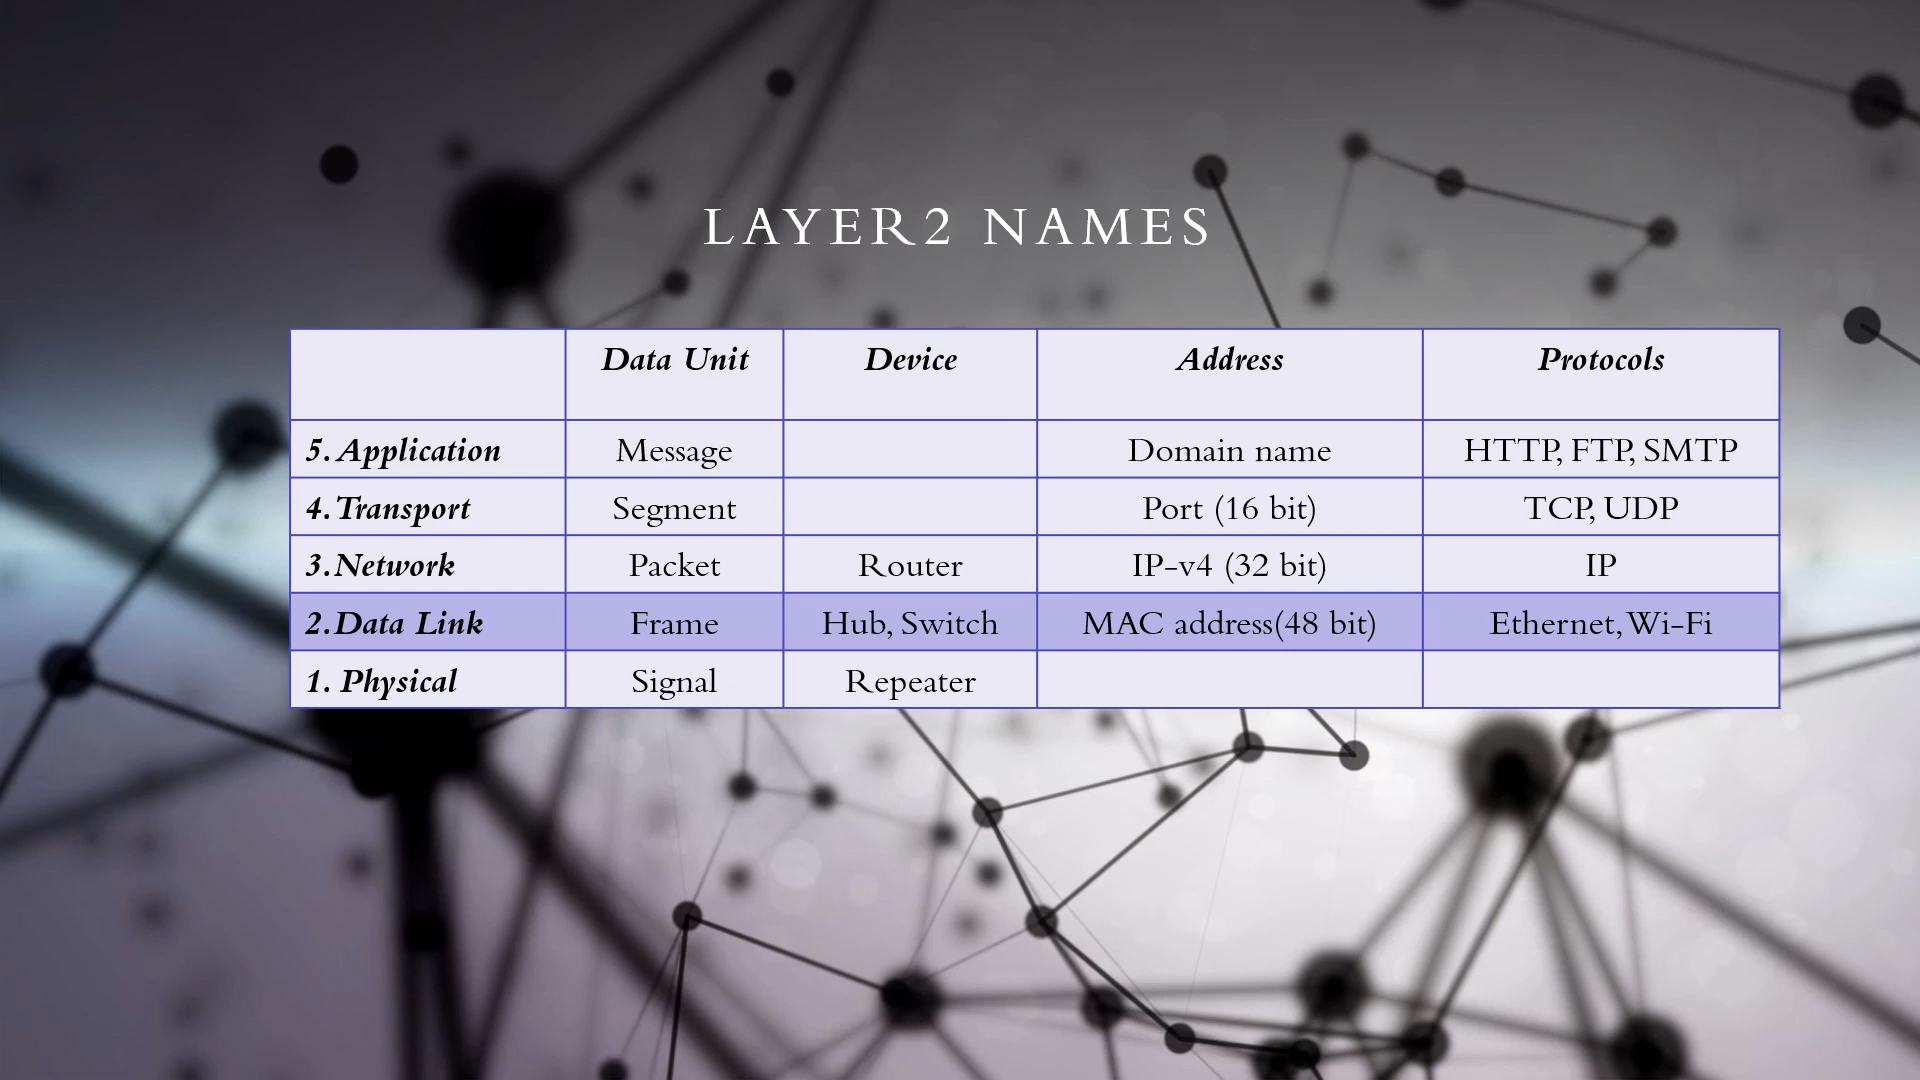 LAYER2 NAMES
Data Unit Device Address Protocols
5. Application Message Domain name HTTP, FTP, SMTP
4. Transport Segment Port (16 bit) TCP, UDP
3. Network Packet Router IP-v4 (32 bit) IP
2. Data Link Frame Hub, Switch MAC address(48 bit) Ethernet, Wi-Fi
1. Physical Signal Repeater